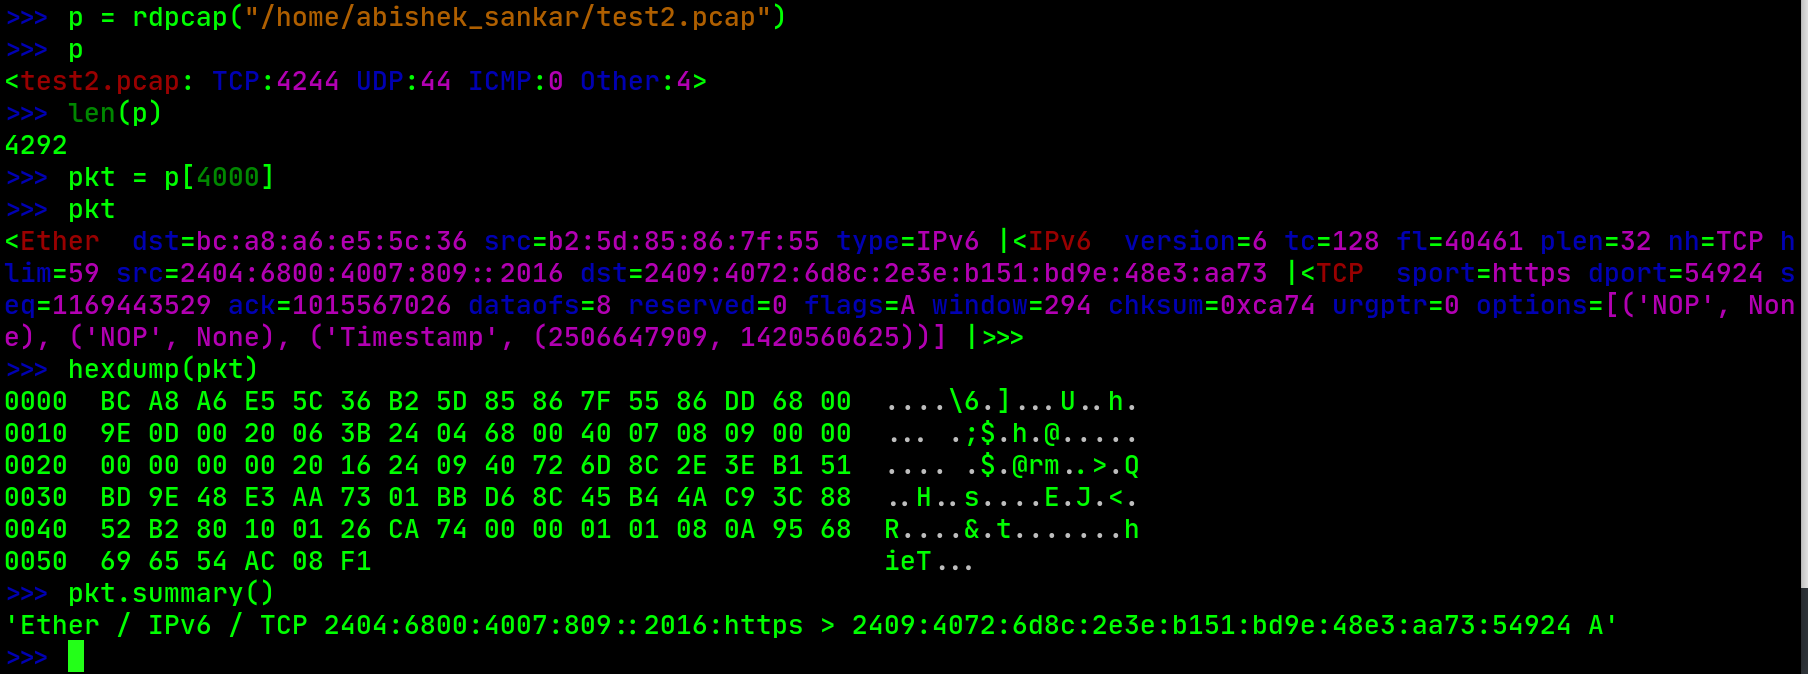 >>> p = rdpcap("/home/abishek_sankar/test2.pcap")
>>> p
<test2.pcap: TCP:4244 UDP:44 ICMP:0 Other:4>
>>> len(p)
4292
>>> pkt = p[4000]
>>> pkt
<Ether  dst=bc:a8:a6:e5:5c:36 src=b2:5d:85:86:7f:55 type=IPv6 |<IPv6  version=6 tc=128 fl=40461 plen=32 nh=TCP h
lim=59 src=2404:6800:4007:809::2016 dst=2409:4072:6d8c:2e3e:b151:bd9e:48e3:aa73 |<TCP  sport=https dport=54924 s
eq=1169443529 ack=1015567026 dataofs=8 reserved=0 flags=A window=294 chksum=0xca74 urgptr=0 options=[('NOP', Non
e), ('NOP', None), ('Timestamp', (2506647909, 1420560625))] |>>>
>>> hexdump(pkt)
0000  BC A8 A6 E5 5C 36 B2 5D 85 86 7F 55 86 DD 68 00  ....\6.]...U..h.
0010  9E 0D 00 20 06 3B 24 04 68 00 40 07 08 09 00 00  ... .;$.h.@.....
0020  00 00 00 00 20 16 24 09 40 72 6D 8C 2E 3E B1 51  .... .$.@rm..>.Q
0030  BD 9E 48 E3 AA 73 01 BB D6 8C 45 B4 4A C9 3C 88  ..H..s....E.J.<.
0040  52 B2 80 10 01 26 CA 74 00 00 01 01 08 0A 95 68  R....&.t.......h
0050  69 65 54 AC 08 F1                                ieT...
>>> pkt.summary()
'Ether / IPv6 / TCP 2404:6800:4007:809::2016:https > 2409:4072:6d8c:2e3e:b151:bd9e:48e3:aa73:54924 A'
>>>